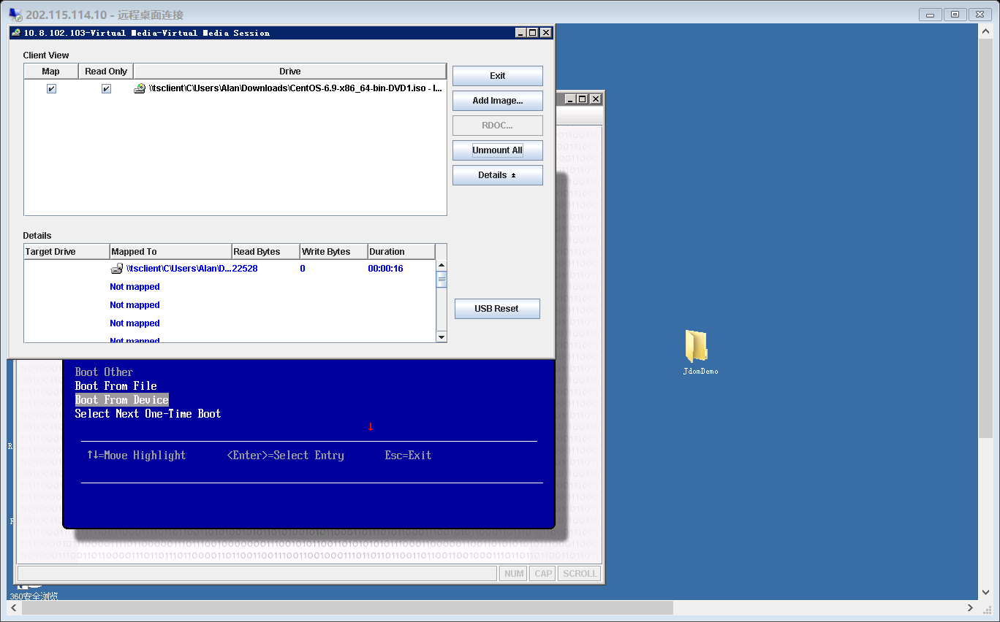 202.115.114.10 - 远程桌面连接
10.8.102.103-Virtual Media-Virtual Media Session
Client View
Map Read Only Drive
\\tsclient\C\Users\Alan\Downloads\CentOS-6.9-x86_64-bin-DVD1.iso - I...
Exit
Add Image...
RDOC...
Unmount All
Details
Details
Target Drive Mapped To Read Bytes Write Bytes Duration
\\tsclient\C\Users\Alan\D... 22528 0 00:00:16
Not mapped
Not mapped
Not mapped
Not mapped
USB Reset
Boot Other
Boot From File
Boot From Device
Select Next One-Time Boot
↑↓=Move Highlight <Enter>=Select Entry Esc=Exit
NUM CAP SCROLL
JdomDemo
R
360安全浏览